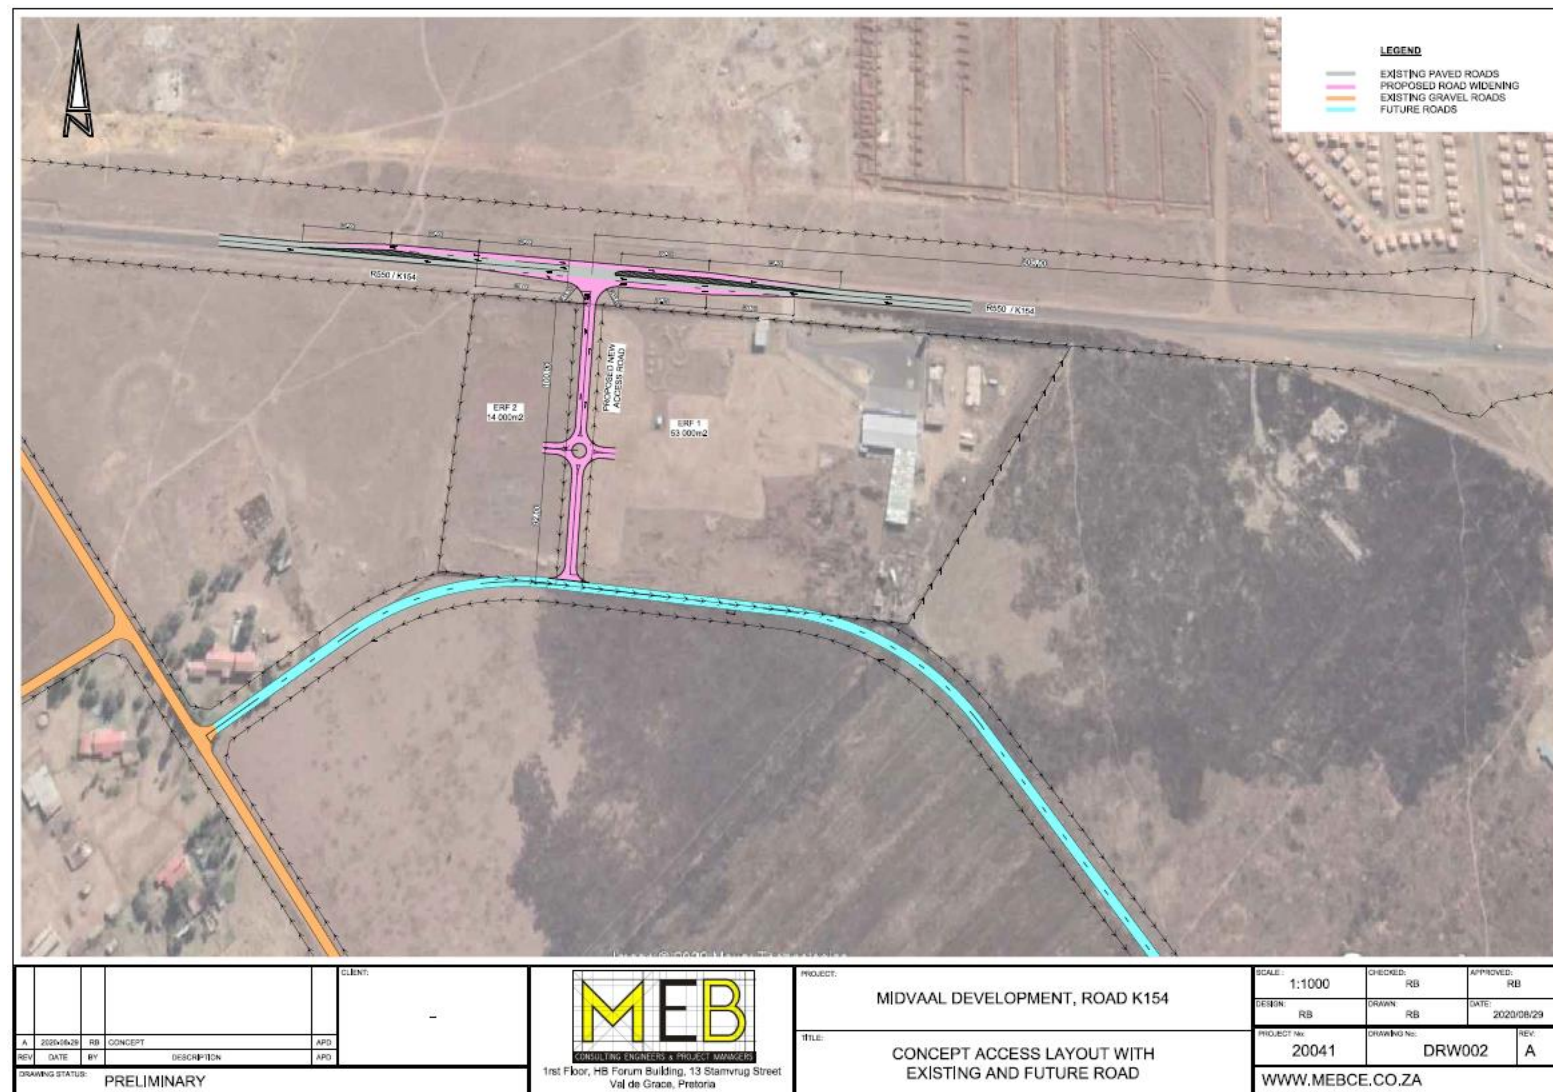 N
LEGEND
EXISTING PAVED ROADS
PROPOSED ROAD WIDENING
EXISTING GRAVEL ROADS
FUTURE ROADS
R550 / K154
R550 / K154
PROPOSED NEW
ACCESS ROAD
ERF 2
14 000m2
ERF 1
53 000m2
A 2020-08-29 RB CONCEPT APD
REV DATE BY DESCRIPTION APD
DRAWING STATUS: PRELIMINARY
CLIENT:
-
MEB
CONSULTING ENGINEERS & PROJECT MANAGERS
1rst Floor, HB Forum Building, 13 Stamvrug Street
Val de Grace, Pretoria
PROJECT:
MIDVAAL DEVELOPMENT, ROAD K154
TITLE:
CONCEPT ACCESS LAYOUT WITH
EXISTING AND FUTURE ROAD
SCALE: 1:1000 CHECKED: RB APPROVED: RB
DESIGN: RB DRAWN: RB DATE: 2020/08/29
PROJECT No: 20041 DRAWING No: DRW002 REV: A
WWW.MEBCE.CO.ZA